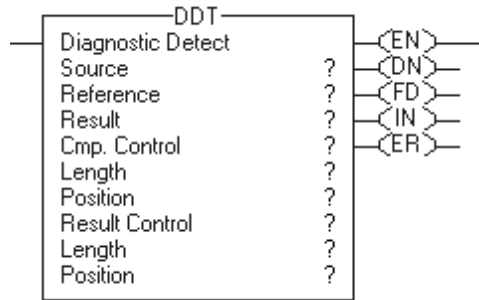 DDT
Diagnostic Detect EN
Source ? DN
Reference ? FD
Result ? IN
Cmp. Control ? ER
Length ?
Position ?
Result Control ?
Length ?
Position ?